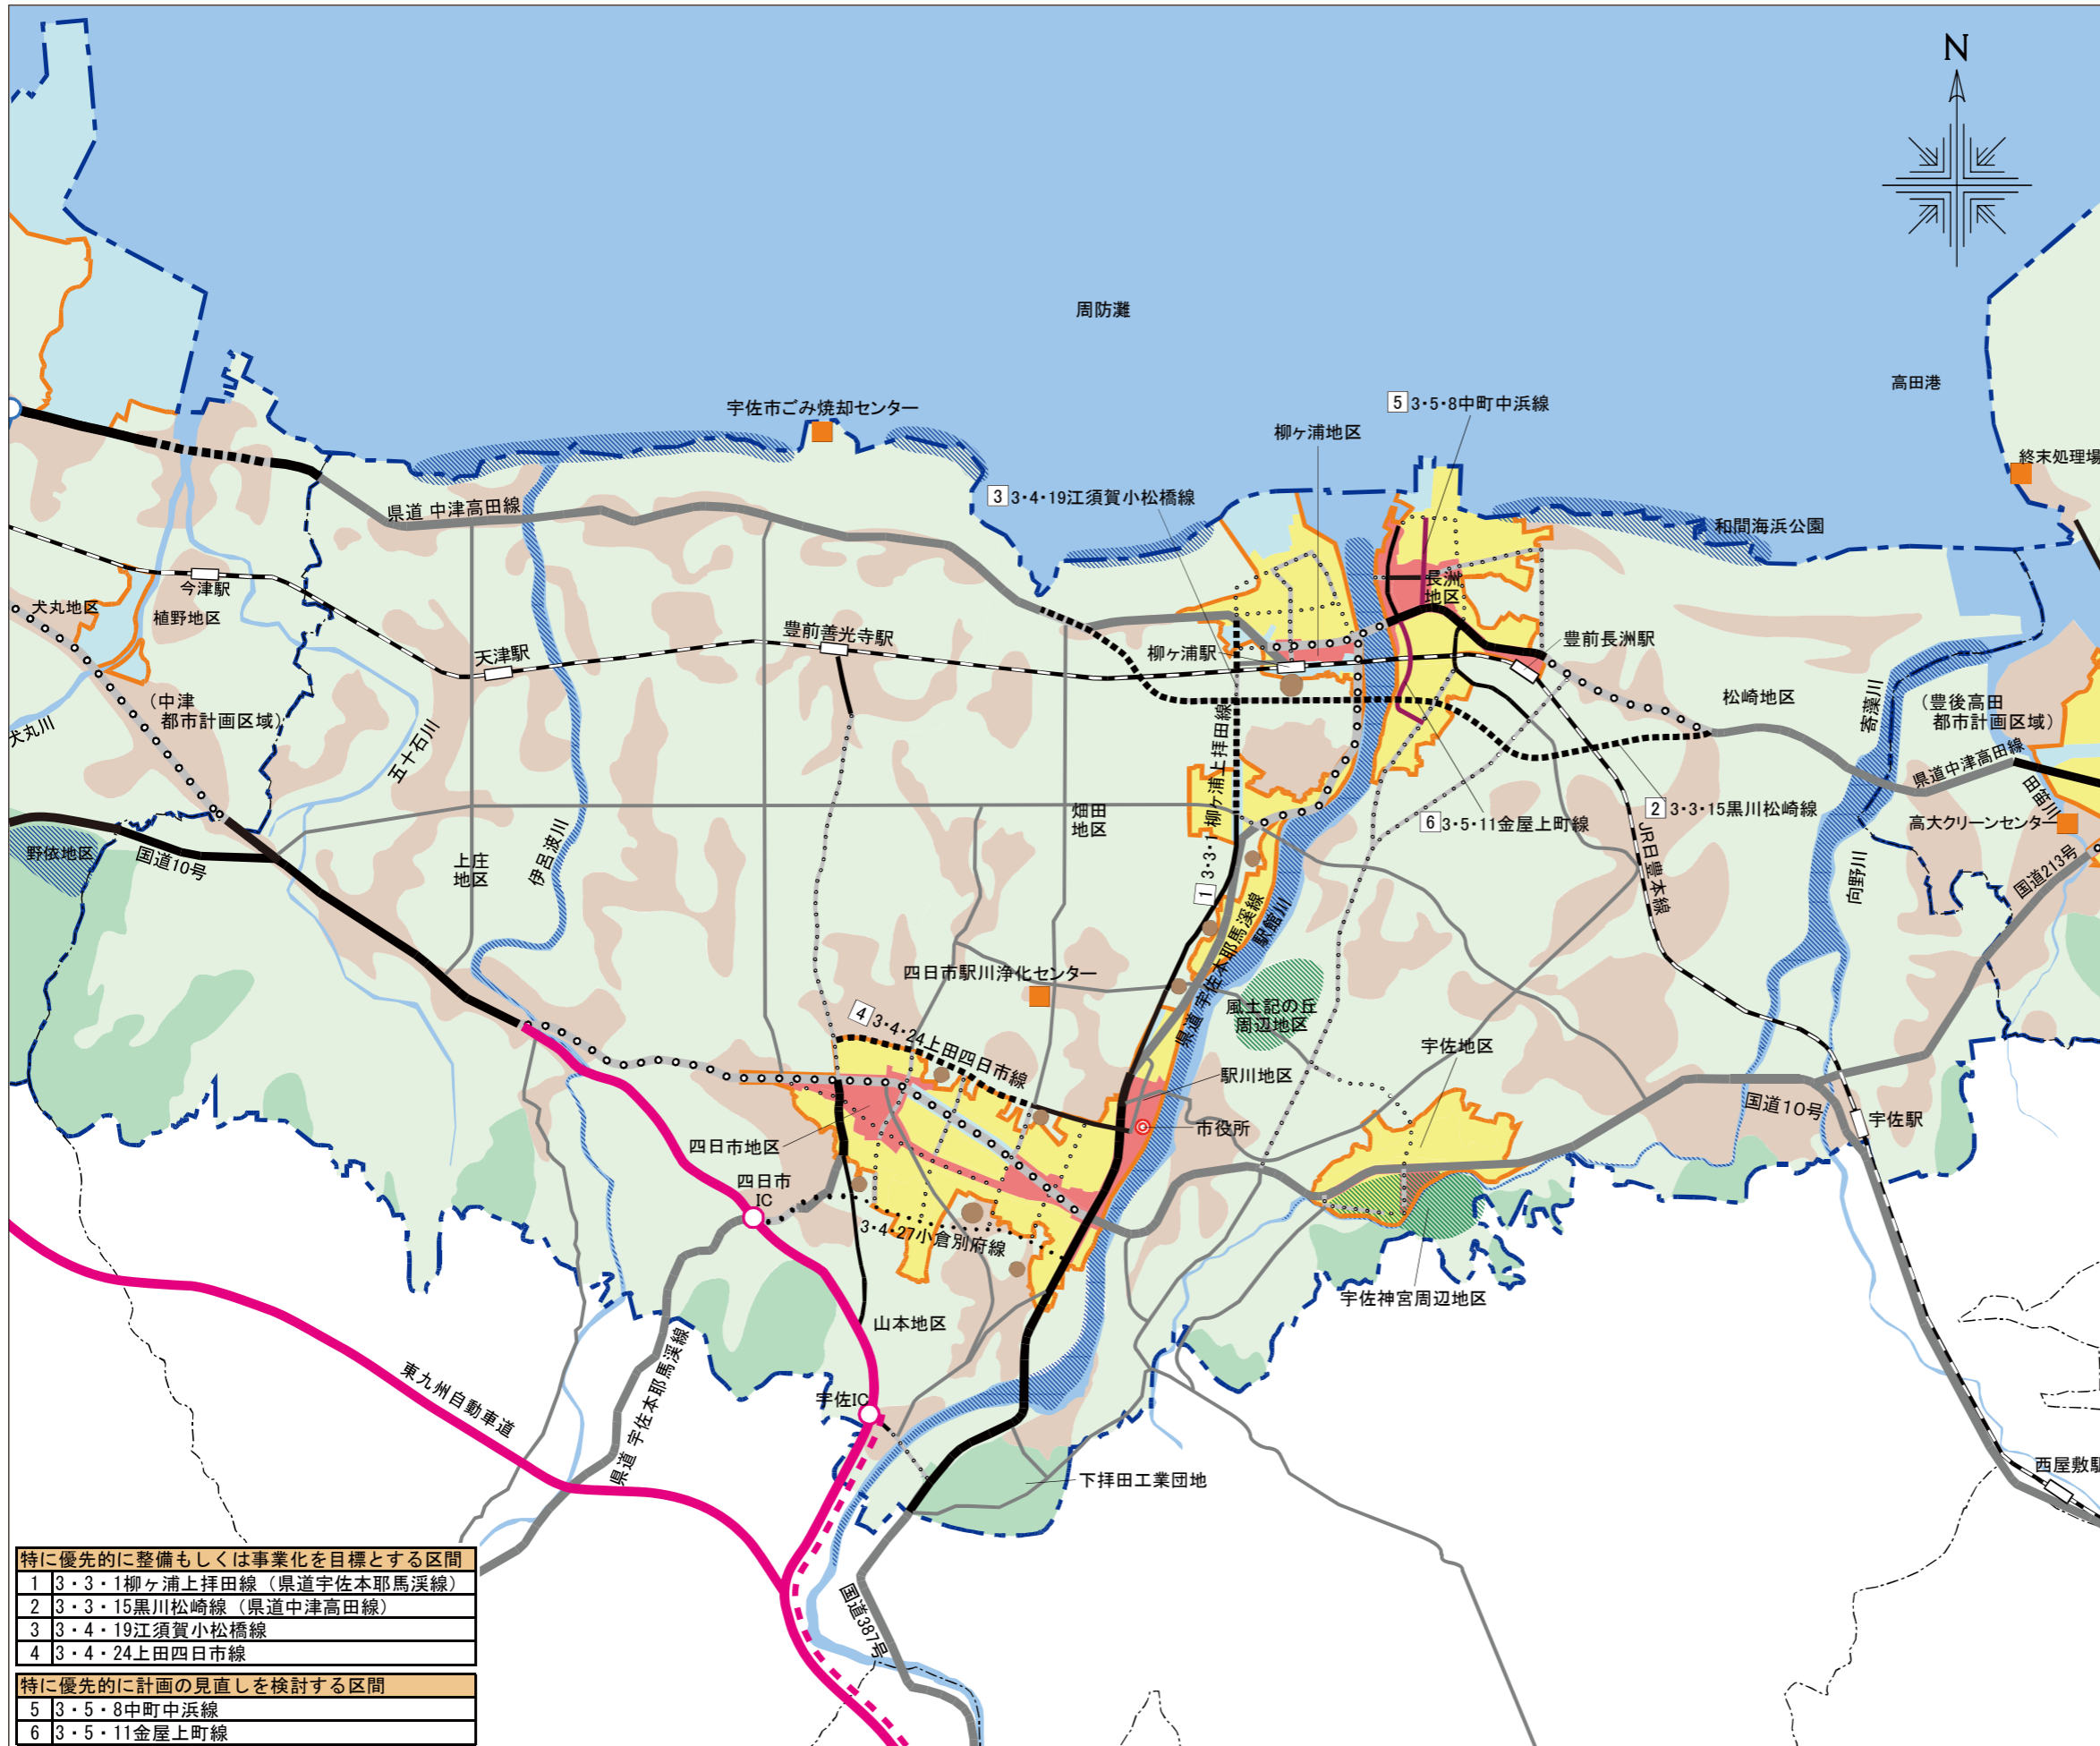 N
周防灘
高田港
宇佐市ごみ焼却センター
5 3・5・8中町中浜線
柳ヶ浦地区
終末処理場
3 3・4・19江須賀小松橋線
県道 中津高田線
和間海浜公園
今津駅
犬丸地区
植野地区
長洲
地区
豊前善光寺駅
天津駅
柳ヶ浦駅
豊前長洲駅
松崎地区
寄藻川
(中津
都市計画区域)
(豊後高田
都市計画区域)
犬丸川
五十石川
県道中津高田線
田笛川
1 3・3・1 柳ヶ浦上拝田線
畑田
地区
2 3・3・15黒川松崎線
6 3・5・11金屋上町線
高大クリーンセンター
野依地区
国道10号
上庄
地区
伊呂波川
JR日豊本線
向野川
国道213号
県道 宇佐本耶馬渓線
駅館川
四日市駅川浄化センター
風土記の丘
周辺地区
4 3・4・24上田四日市線
宇佐地区
駅川地区
国道10号
宇佐駅
市役所
四日市地区
四日市
IC
3・4・27小倉別府線
宇佐神宮周辺地区
山本地区
県道 宇佐本耶馬渓線
東九州自動車道
宇佐IC
下拝田工業団地
西屋敷駅
国道387号
特に優先的に整備もしくは事業化を目標とする区間
1 3・3・1柳ヶ浦上拝田線(県道宇佐本耶馬渓線)
2 3・3・15黒川松崎線(県道中津高田線)
3 3・4・19江須賀小松橋線
4 3・4・24上田四日市線
特に優先的に計画の見直しを検討する区間
5 3・5・8中町中浜線
6 3・5・11金屋上町線